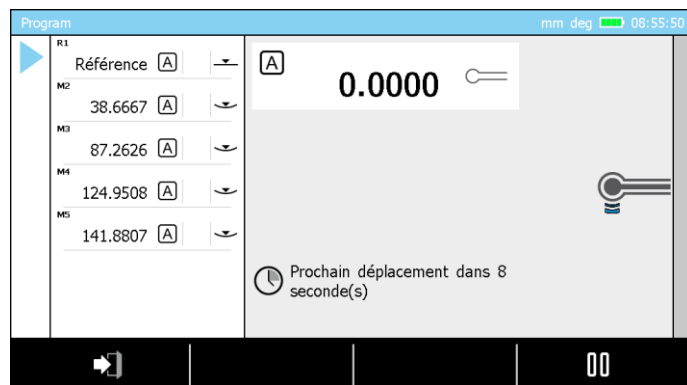 Program
mm deg 08:55:50
R1
Référence A
M2
38.6667 A
M3
87.2626 A
M4
124.9508 A
M5
141.8807 A
A
0.0000
Prochain déplacement dans 8
seconde(s)